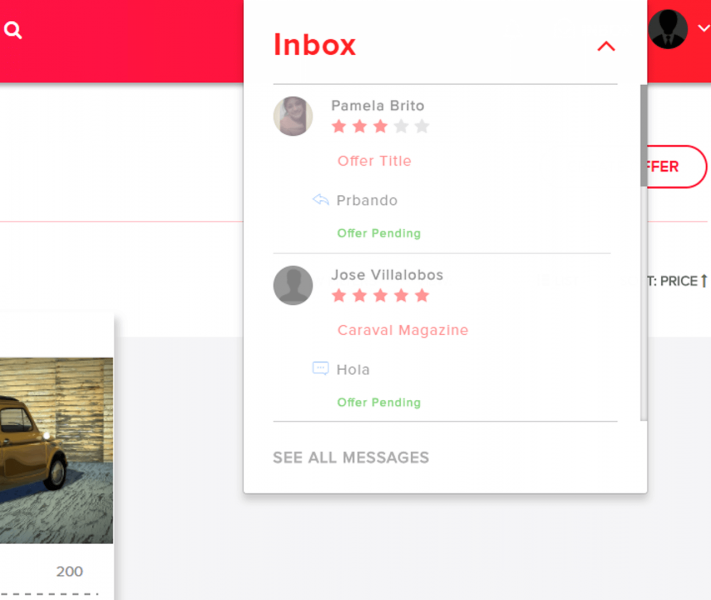 Inbox
Pamela Brito
Offer Title
Prbando
Offer Pending
FFER
Jose Villalobos
T: PRICE
Caraval Magazine
Hola
Offer Pending
SEE ALL MESSAGES
200